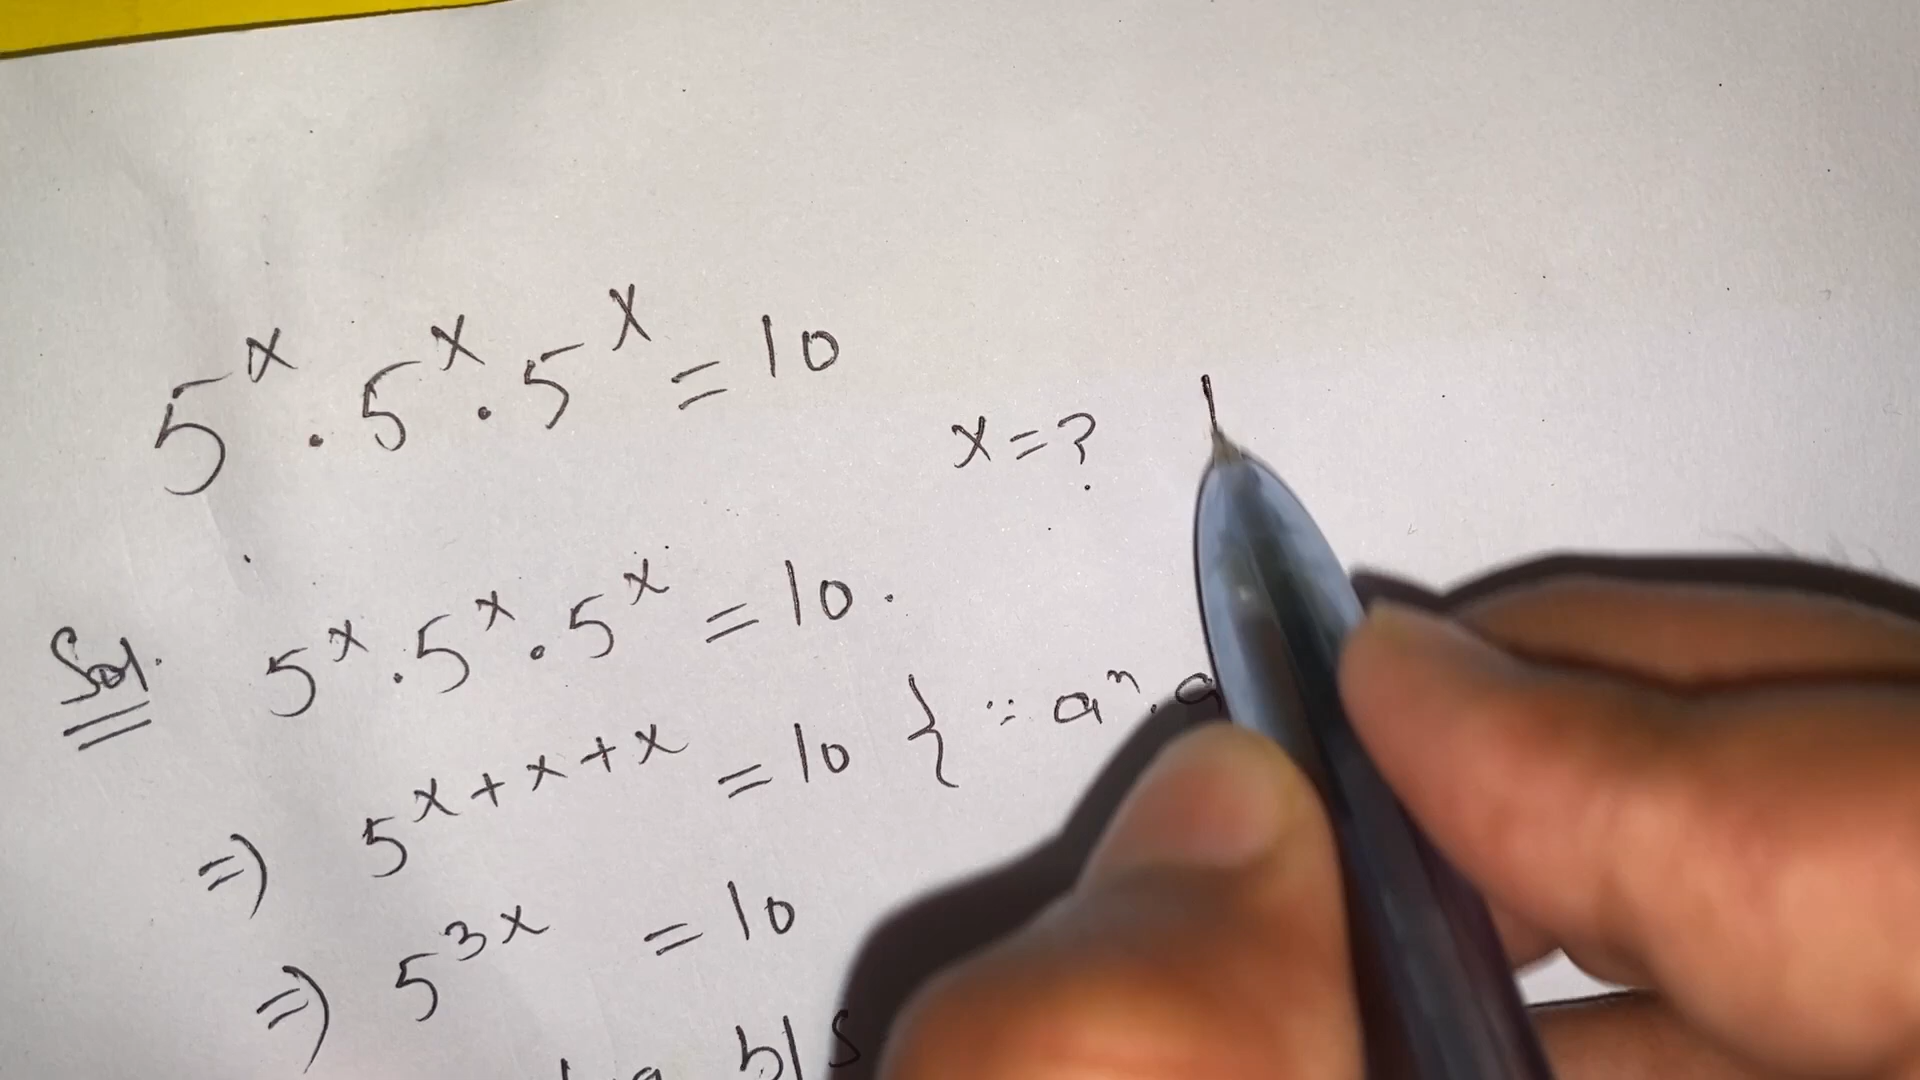 5^x . 5^x . 5^x = 10
x = ?
Sol. 5^x . 5^x . 5^x = 10.
=) 5^x+x+x = 10 { ∵ a^n . a
=) 5^3x = 10
b/s